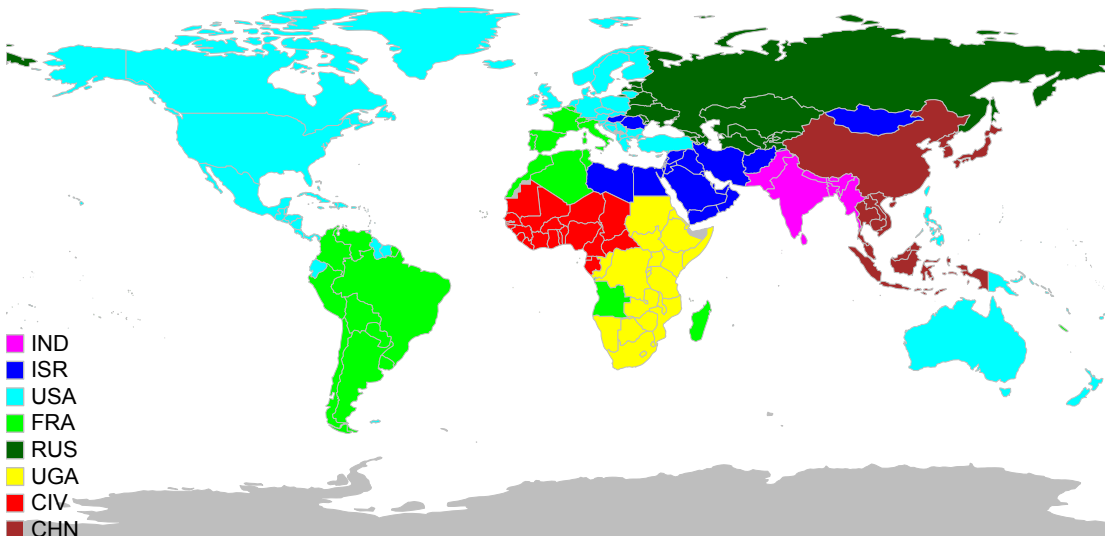 IND
ISR
USA
FRA
RUS
UGA
CIV
CHN